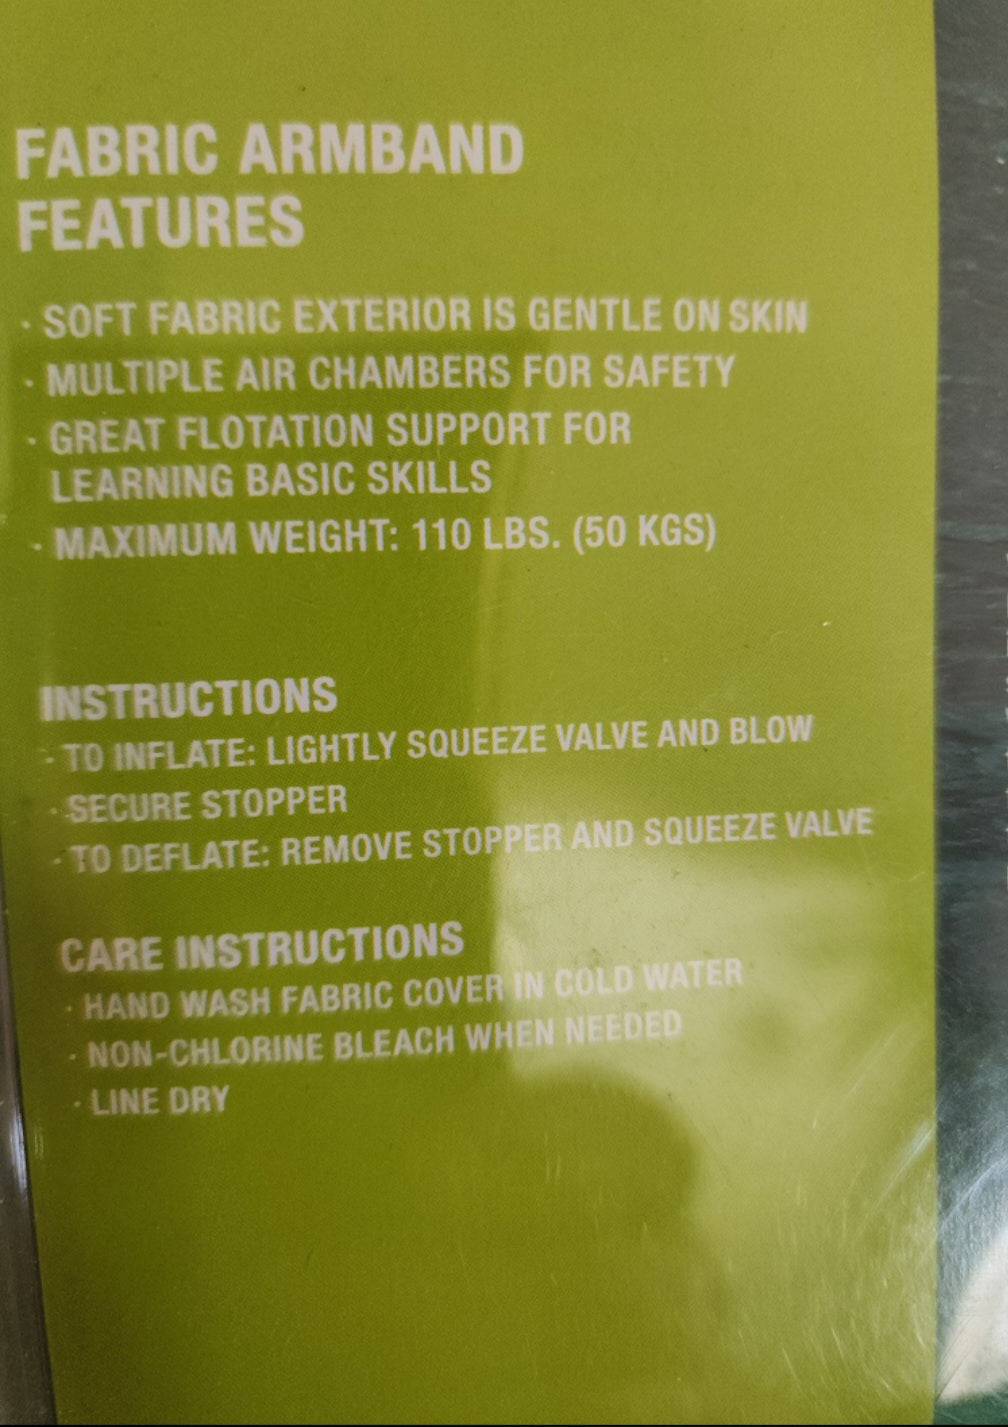 FABRIC ARMBAND
FEATURES
· SOFT FABRIC EXTERIOR IS GENTLE ON SKIN
· MULTIPLE AIR CHAMBERS FOR SAFETY
· GREAT FLOTATION SUPPORT FOR
LEARNING BASIC SKILLS
· MAXIMUM WEIGHT: 110 LBS. (50 KGS)
INSTRUCTIONS
· TO INFLATE: LIGHTLY SQUEEZE VALVE AND BLOW
· SECURE STOPPER
· TO DEFLATE: REMOVE STOPPER AND SQUEEZE VALVE
CARE INSTRUCTIONS
· HAND WASH FABRIC COVER IN COLD WATER
· NON-CHLORINE BLEACH WHEN NEEDED
· LINE DRY